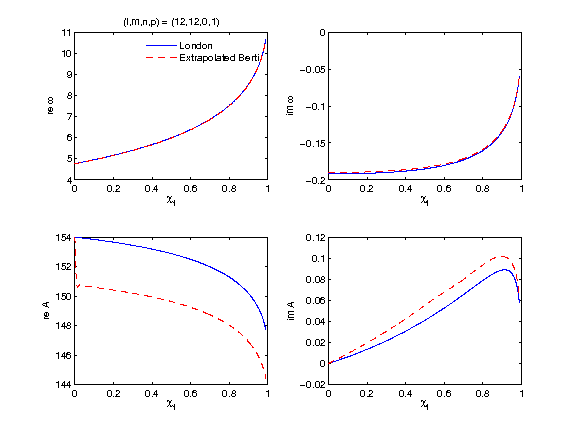 (l,m,n,p) = (12,12,0,1)
London
Extrapolated Berti
re ω
11
10
9
8
7
6
5
4
0 0.2 0.4 0.6 0.8 1
χf
im ω
0
−0.05
−0.1
−0.15
−0.2
0 0.2 0.4 0.6 0.8 1
χf
re A
154
152
150
148
146
144
0 0.2 0.4 0.6 0.8 1
χf
im A
0.12
0.1
0.08
0.06
0.04
0.02
0
−0.02
0 0.2 0.4 0.6 0.8 1
χf